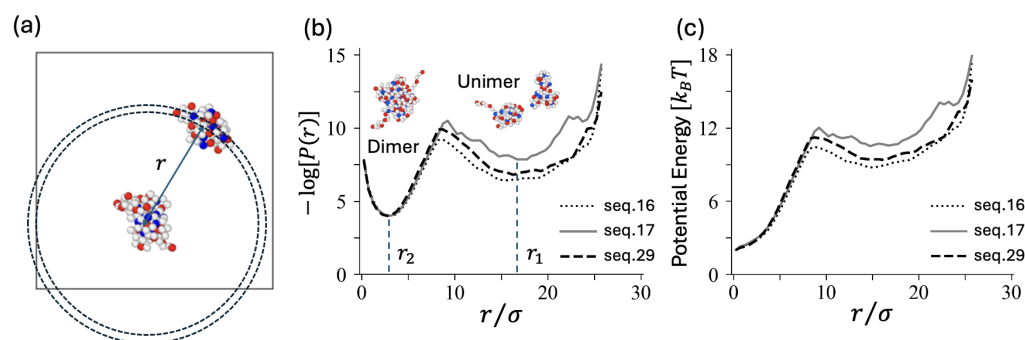 (a)
r
(b)
15
10
5
0
0
10
20
30
−log[P(r)]
r/σ
Dimer
Unimer
r₂
r₁
seq.16
seq.17
seq.29
(c)
18
12
6
0
0
10
20
30
Potential Energy [k_BT]
r/σ
seq.16
seq.17
seq.29